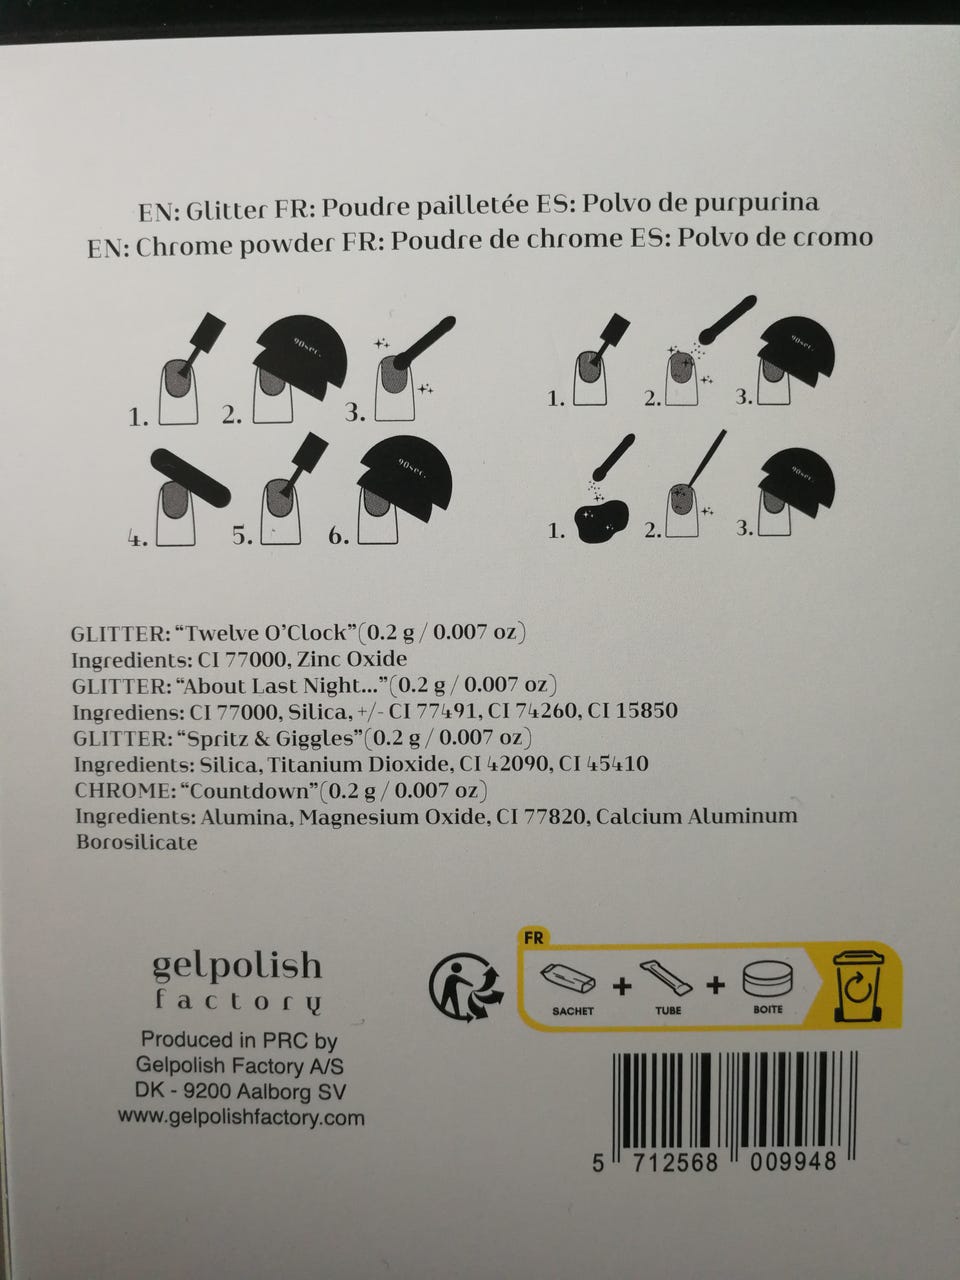 EN: Glitter FR: Poudre pailletée ES: Polvo de purpurina
EN: Chrome powder FR: Poudre de chrome ES: Polvo de cromo
1. 2. 90sec. 3.
4. 5. 6. 90sec.
1. 2. 3. 90sec.
1. 2. 3. 90sec.
GLITTER: “Twelve O’Clock”(0.2 g / 0.007 oz)
Ingredients: CI 77000, Zinc Oxide
GLITTER: “About Last Night...”(0.2 g / 0.007 oz)
Ingrediens: CI 77000, Silica, +/- CI 77491, CI 74260, CI 15850
GLITTER: “Spritz & Giggles”(0.2 g / 0.007 oz)
Ingredients: Silica, Titanium Dioxide, CI 42090, CI 45410
CHROME: “Countdown”(0.2 g / 0.007 oz)
Ingredients: Alumina, Magnesium Oxide, CI 77820, Calcium Aluminum
Borosilicate
gelpolish
factory
Produced in PRC by
Gelpolish Factory A/S
DK - 9200 Aalborg SV
www.gelpolishfactory.com
FR
SACHET + TUBE + BOITE
5 712568 009948